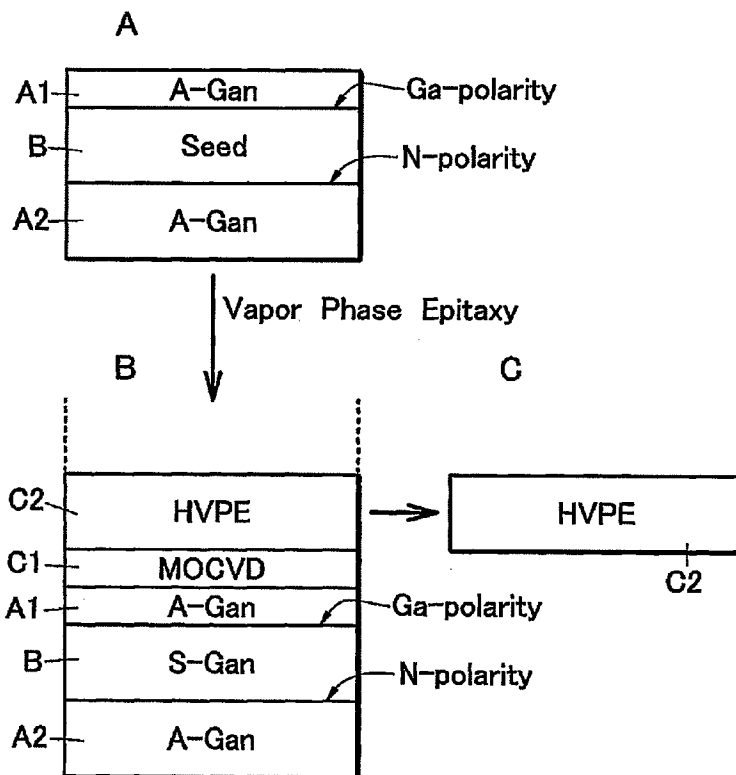 A
A1 A-Gan Ga-polarity
B Seed N-polarity
A2 A-Gan
Vapor Phase Epitaxy
B C
C2 HVPE HVPE
C1 MOCVD C2
A1 A-Gan Ga-polarity
B S-Gan N-polarity
A2 A-Gan